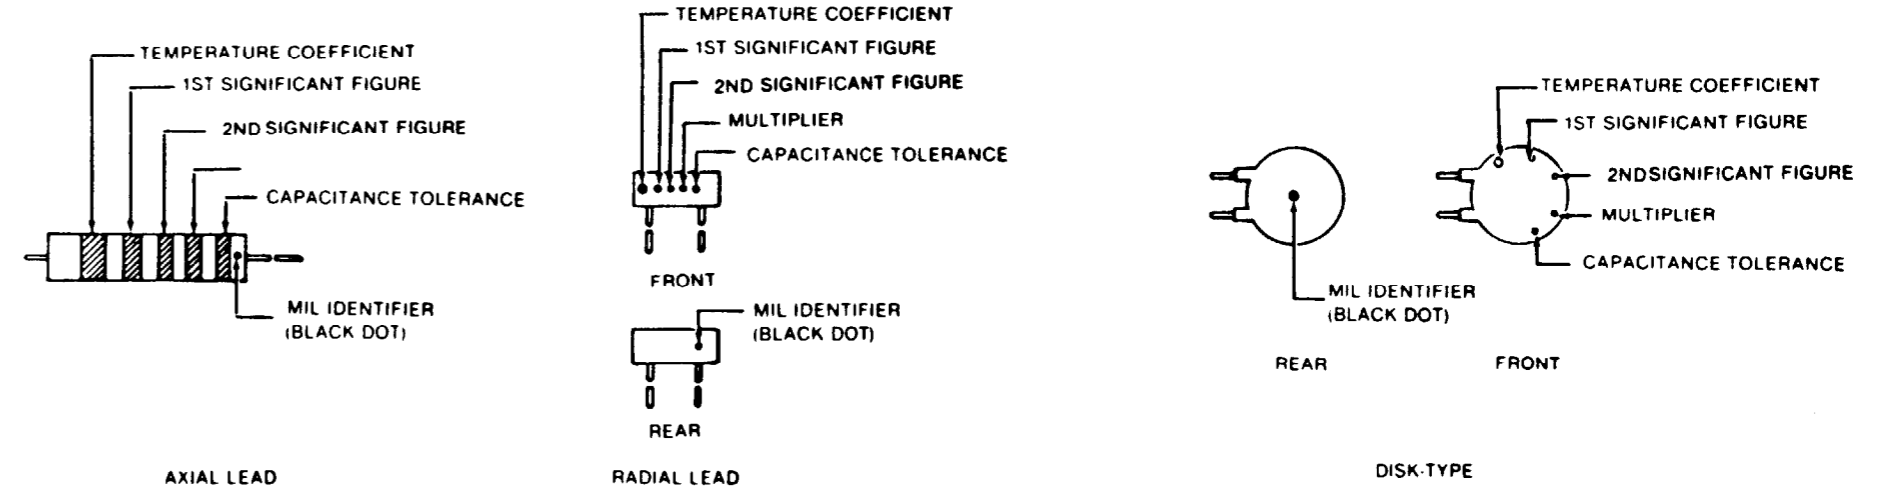 TEMPERATURE COEFFICIENT
1ST SIGNIFICANT FIGURE
2ND SIGNIFICANT FIGURE
CAPACITANCE TOLERANCE
MIL IDENTIFIER
(BLACK DOT)
AXIAL LEAD
TEMPERATURE COEFFICIENT
1ST SIGNIFICANT FIGURE
2ND SIGNIFICANT FIGURE
MULTIPLIER
CAPACITANCE TOLERANCE
FRONT
MIL IDENTIFIER
(BLACK DOT)
REAR
RADIAL LEAD
MIL IDENTIFIER
(BLACK DOT)
REAR
TEMPERATURE COEFFICIENT
1ST SIGNIFICANT FIGURE
2ND SIGNIFICANT FIGURE
MULTIPLIER
CAPACITANCE TOLERANCE
FRONT
DISK-TYPE